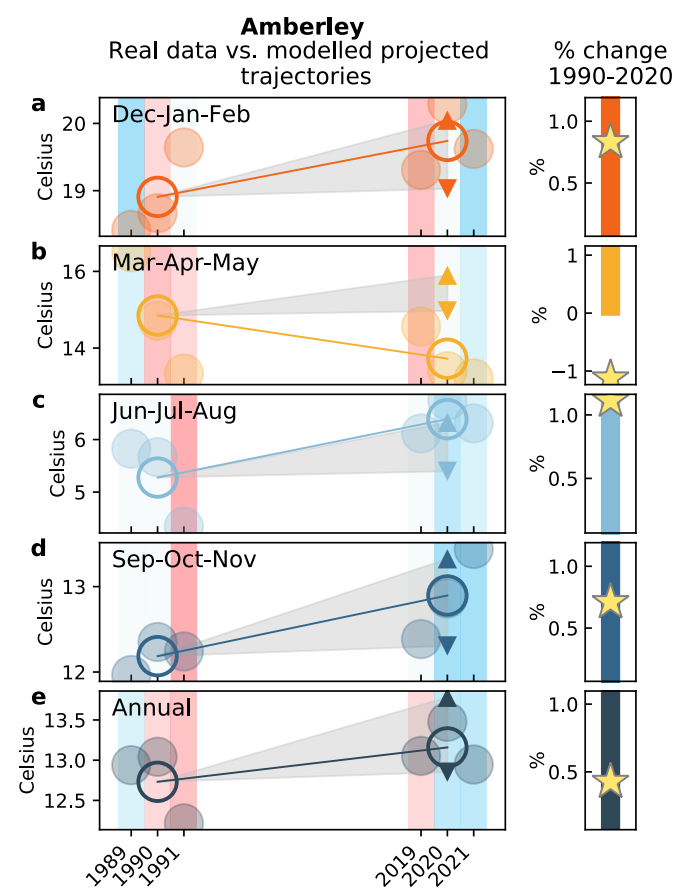 Amberley
Real data vs. modelled projected
trajectories
% change
1990-2020
a
Dec-Jan-Feb
Celsius
20
19
%
1.0
0.5
b
Mar-Apr-May
Celsius
16
14
%
1
0
−1
c
Jun-Jul-Aug
Celsius
6
5
%
1.0
0.5
d
Sep-Oct-Nov
Celsius
13
12
%
1.0
0.5
e
Annual
Celsius
13.5
13.0
12.5
%
1.0
0.5
1989
1990
1991
2019
2020
2021